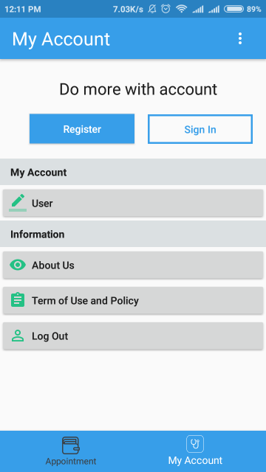 12:11 PM 7.03K/s 89%
My Account
Do more with account
Register Sign In
My Account
User
Information
About Us
Term of Use and Policy
Log Out
Appointment My Account